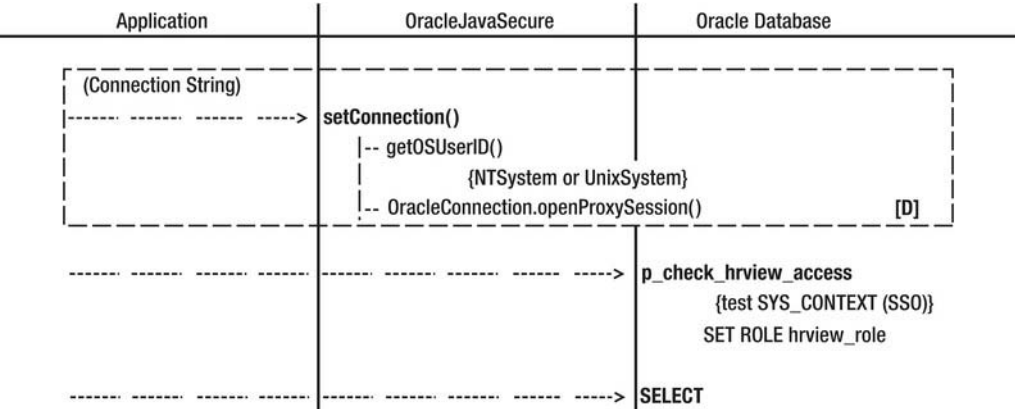 Application OracleJavaSecure Oracle Database
(Connection String)
setConnection()
getOSUserID()
{NTSystem or UnixSystem}
OracleConnection.openProxySession() [D]
p_check_hrview_access
{test SYS_CONTEXT (SSO)}
SET ROLE hrview_role
SELECT